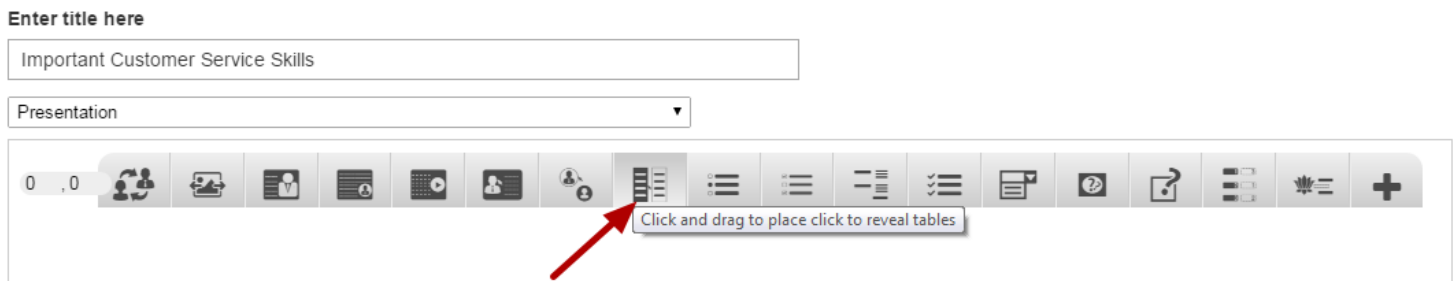 Enter title here
Important Customer Service Skills
Presentation
0 , 0
Click and drag to place click to reveal tables